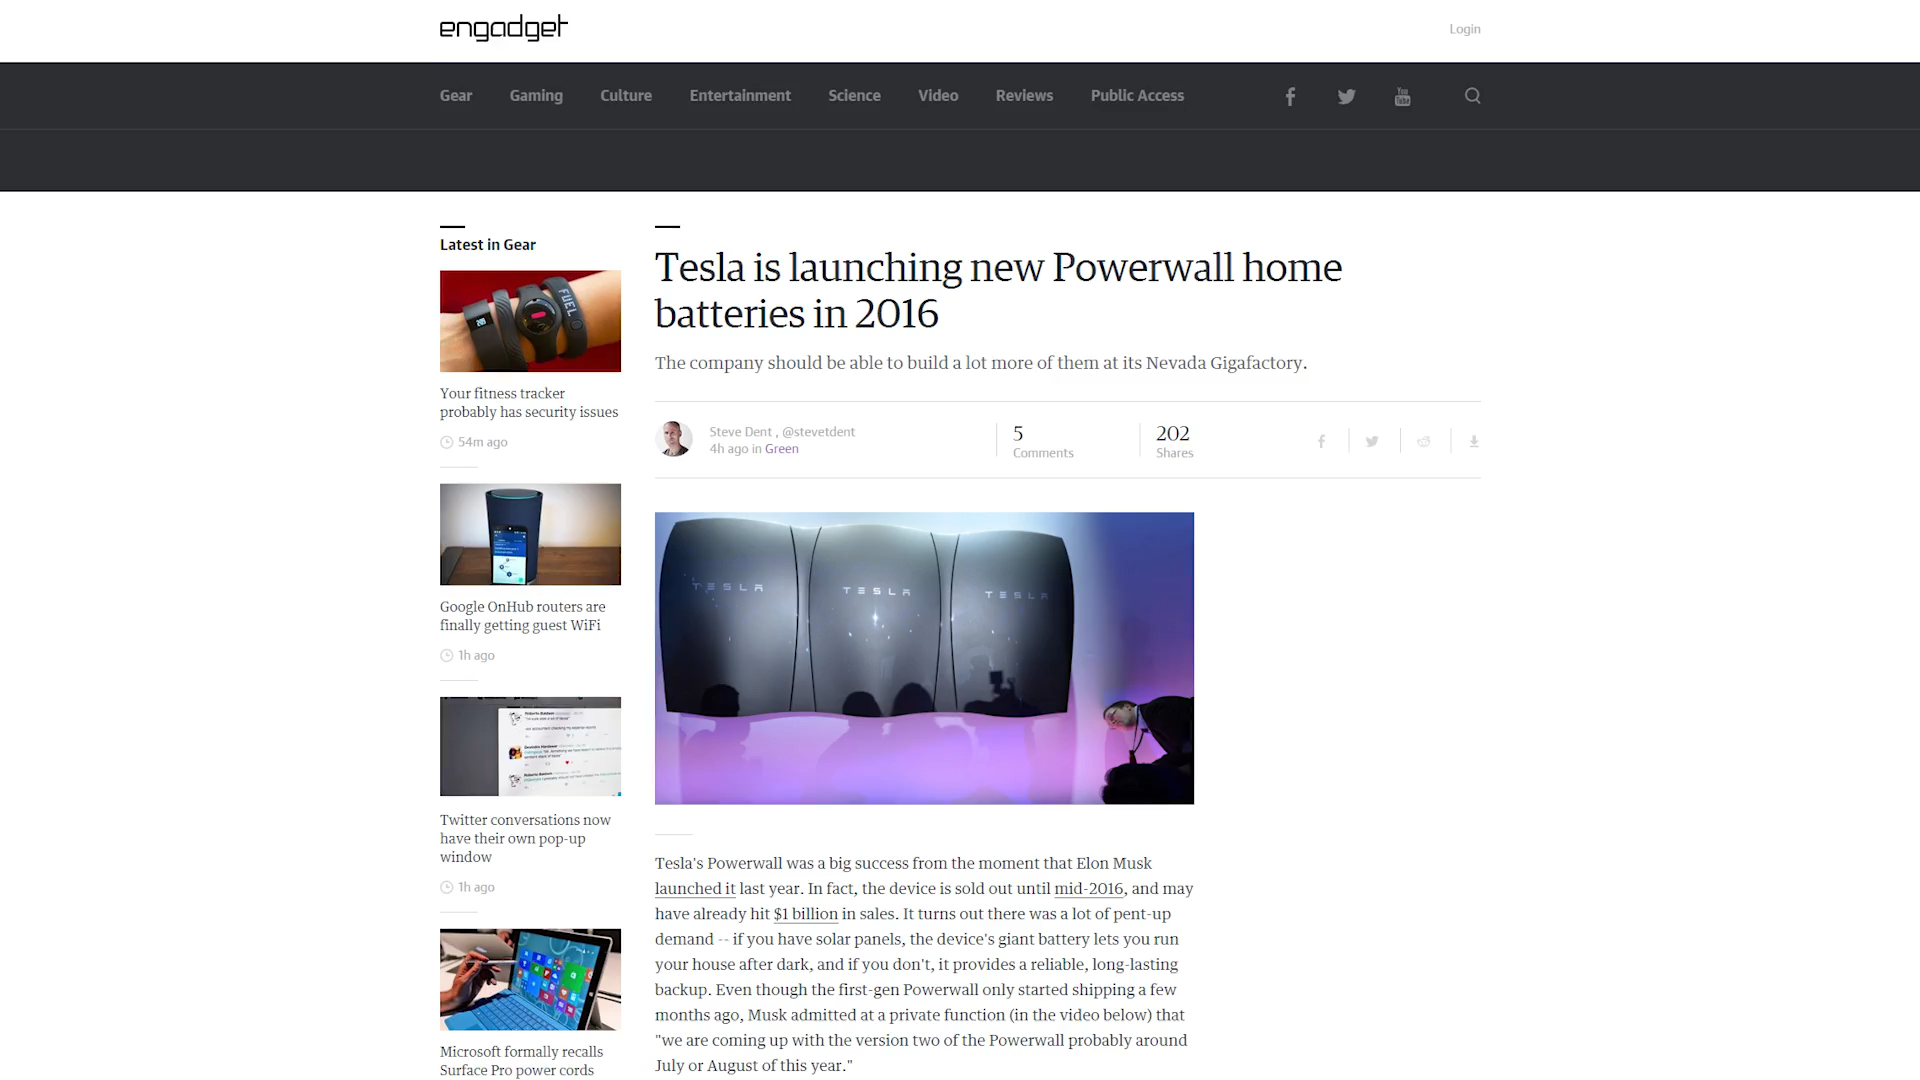 engadget
Login
Gear
Gaming
Culture
Entertainment
Science
Video
Reviews
Public Access
Latest in Gear
Your fitness tracker
probably has security issues
54m ago
Google OnHub routers are
finally getting guest WiFi
1h ago
Twitter conversations now
have their own pop-up
window
1h ago
Microsoft formally recalls
Surface Pro power cords
Tesla is launching new Powerwall home
batteries in 2016
The company should be able to build a lot more of them at its Nevada Gigafactory.
Steve Dent , @stevetdent
4h ago in Green
5
Comments
202
Shares
TESLA
TESLA
TESLA
FUEL
Tesla's Powerwall was a big success from the moment that Elon Musk
launched it last year. In fact, the device is sold out until mid-2016, and may
have already hit $1 billion in sales. It turns out there was a lot of pent-up
demand -- if you have solar panels, the device's giant battery lets you run
your house after dark, and if you don't, it provides a reliable, long-lasting
backup. Even though the first-gen Powerwall only started shipping a few
months ago, Musk admitted at a private function (in the video below) that
"we are coming up with the version two of the Powerwall probably around
July or August of this year."